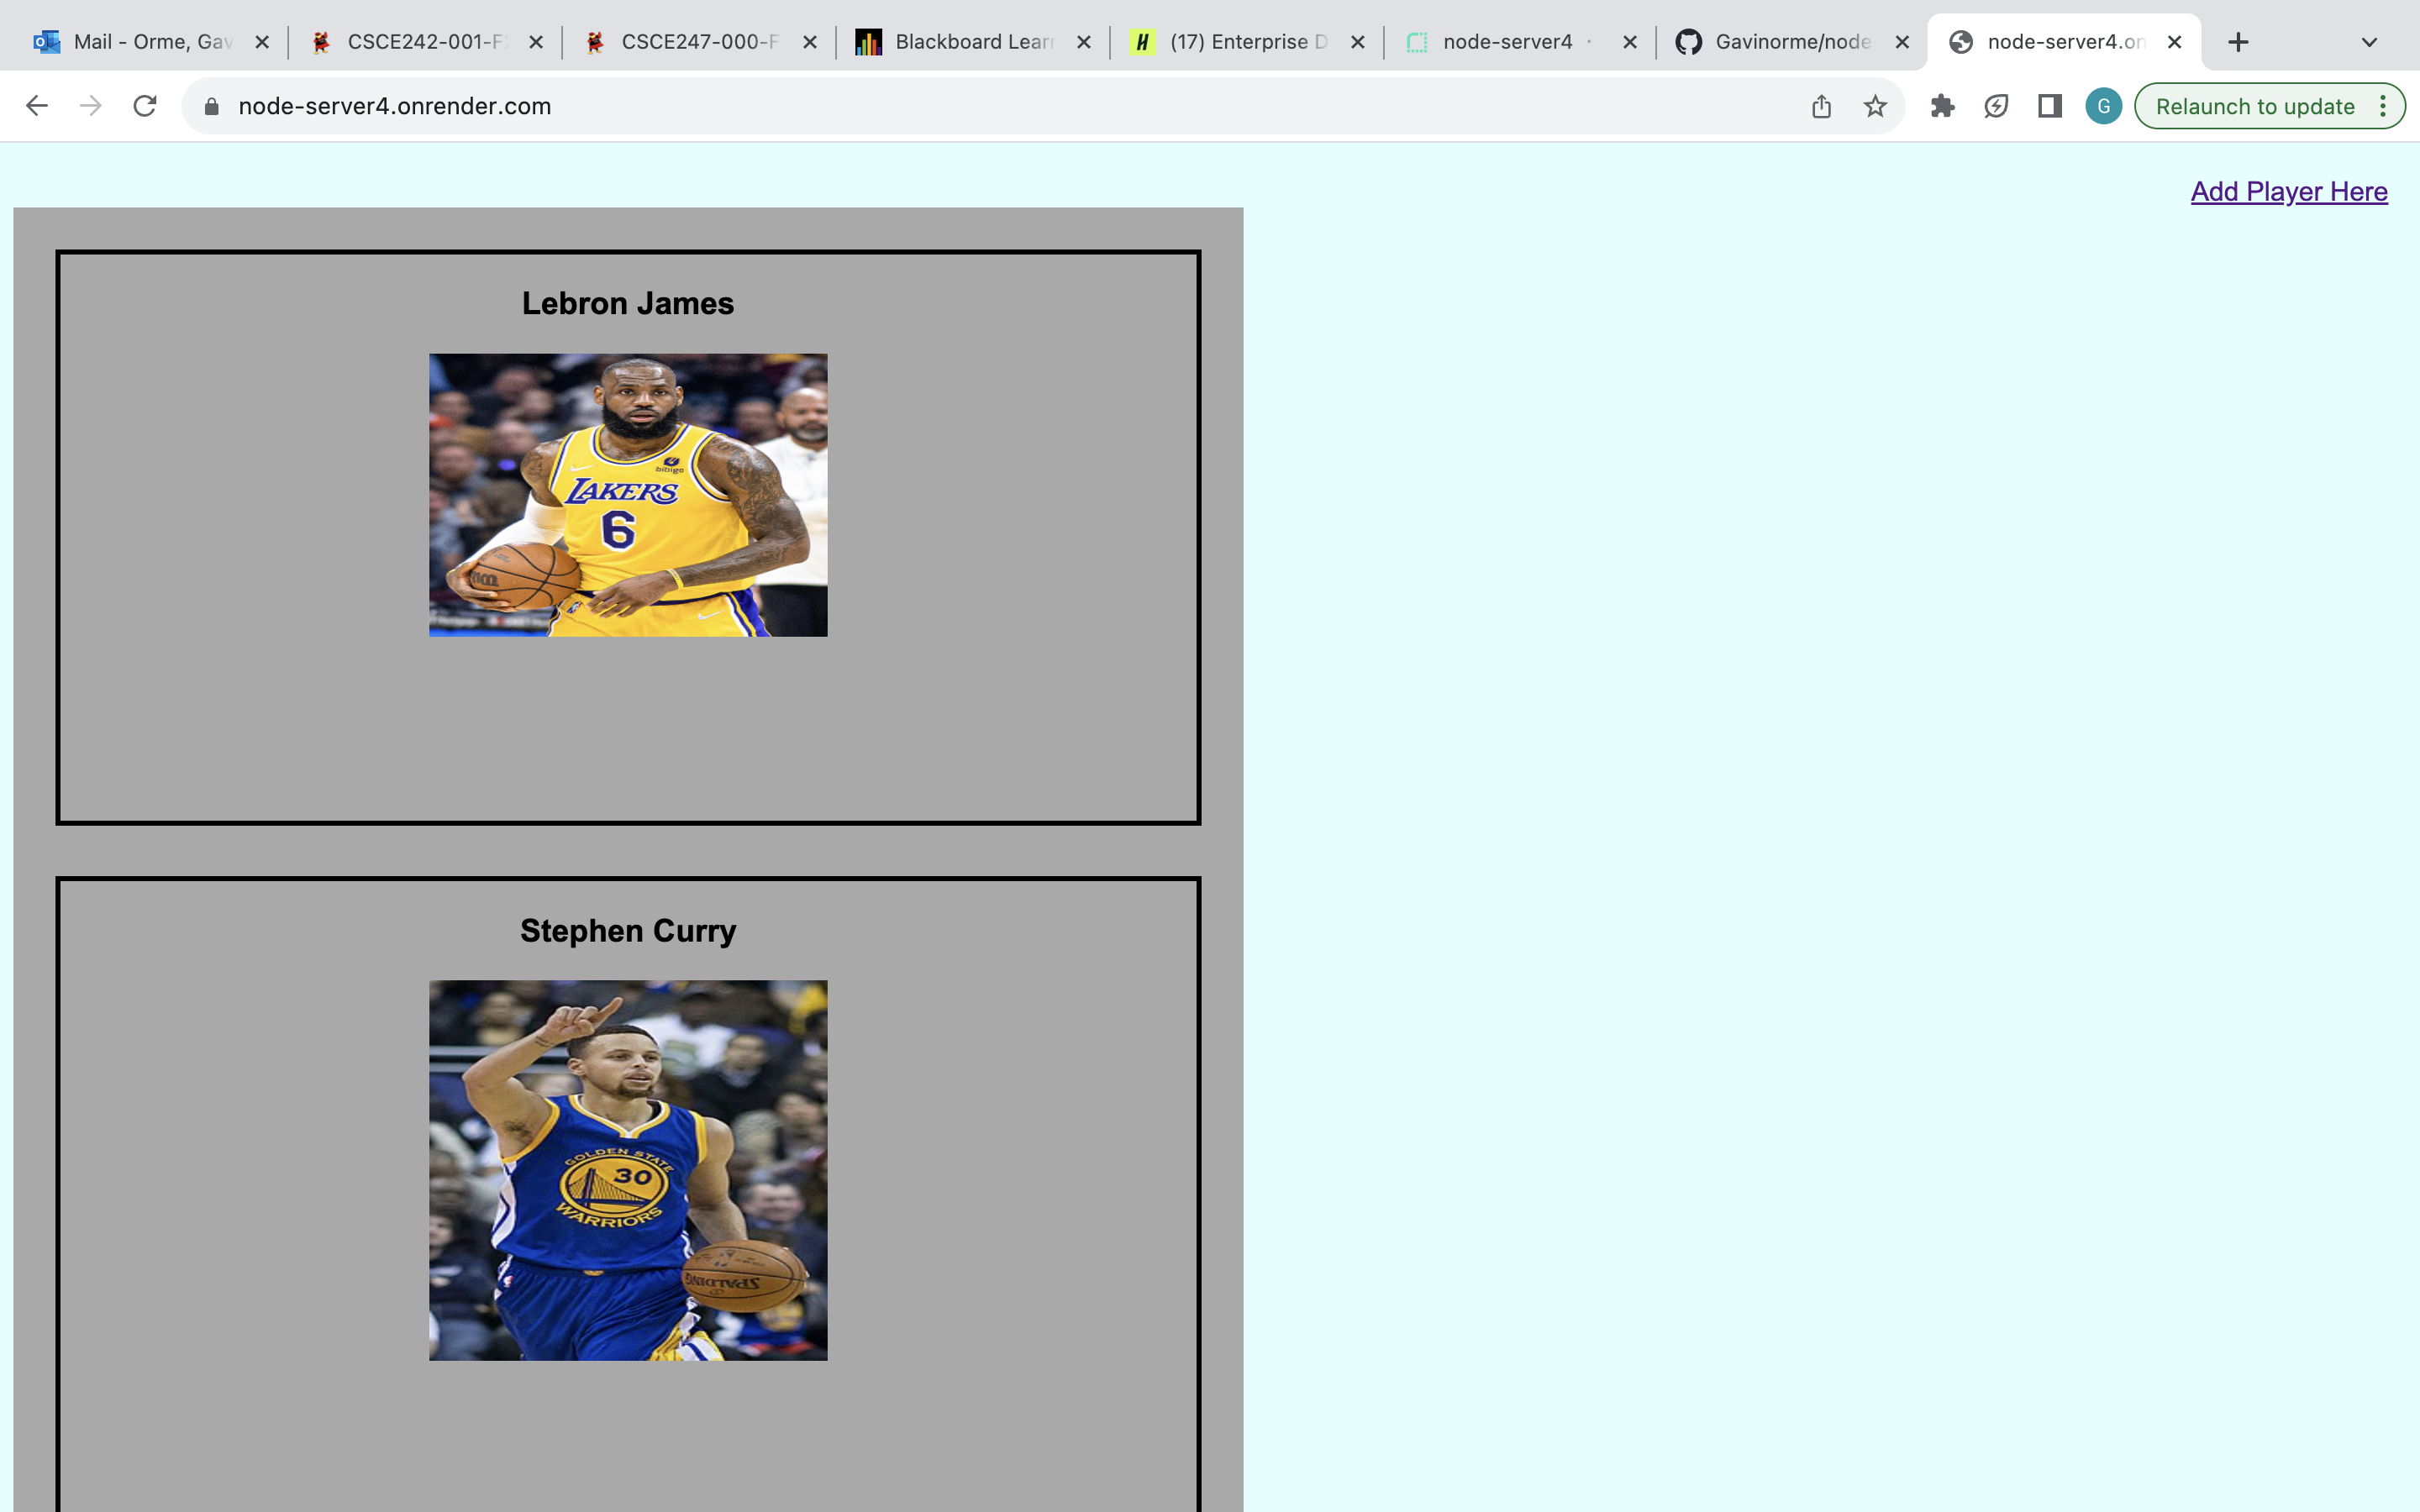 Mail - Orme, Gav
CSCE242-001-F
CSCE247-000-F
Blackboard Lear
(17) Enterprise D
node-server4 ·
Gavinorme/node
node-server4.on
node-server4.onrender.com
G
Relaunch to update
Add Player Here
Lebron James
bibigo
LAKERS
6
Stephen Curry
GOLDEN STATE
30
WARRIORS
SPALDING